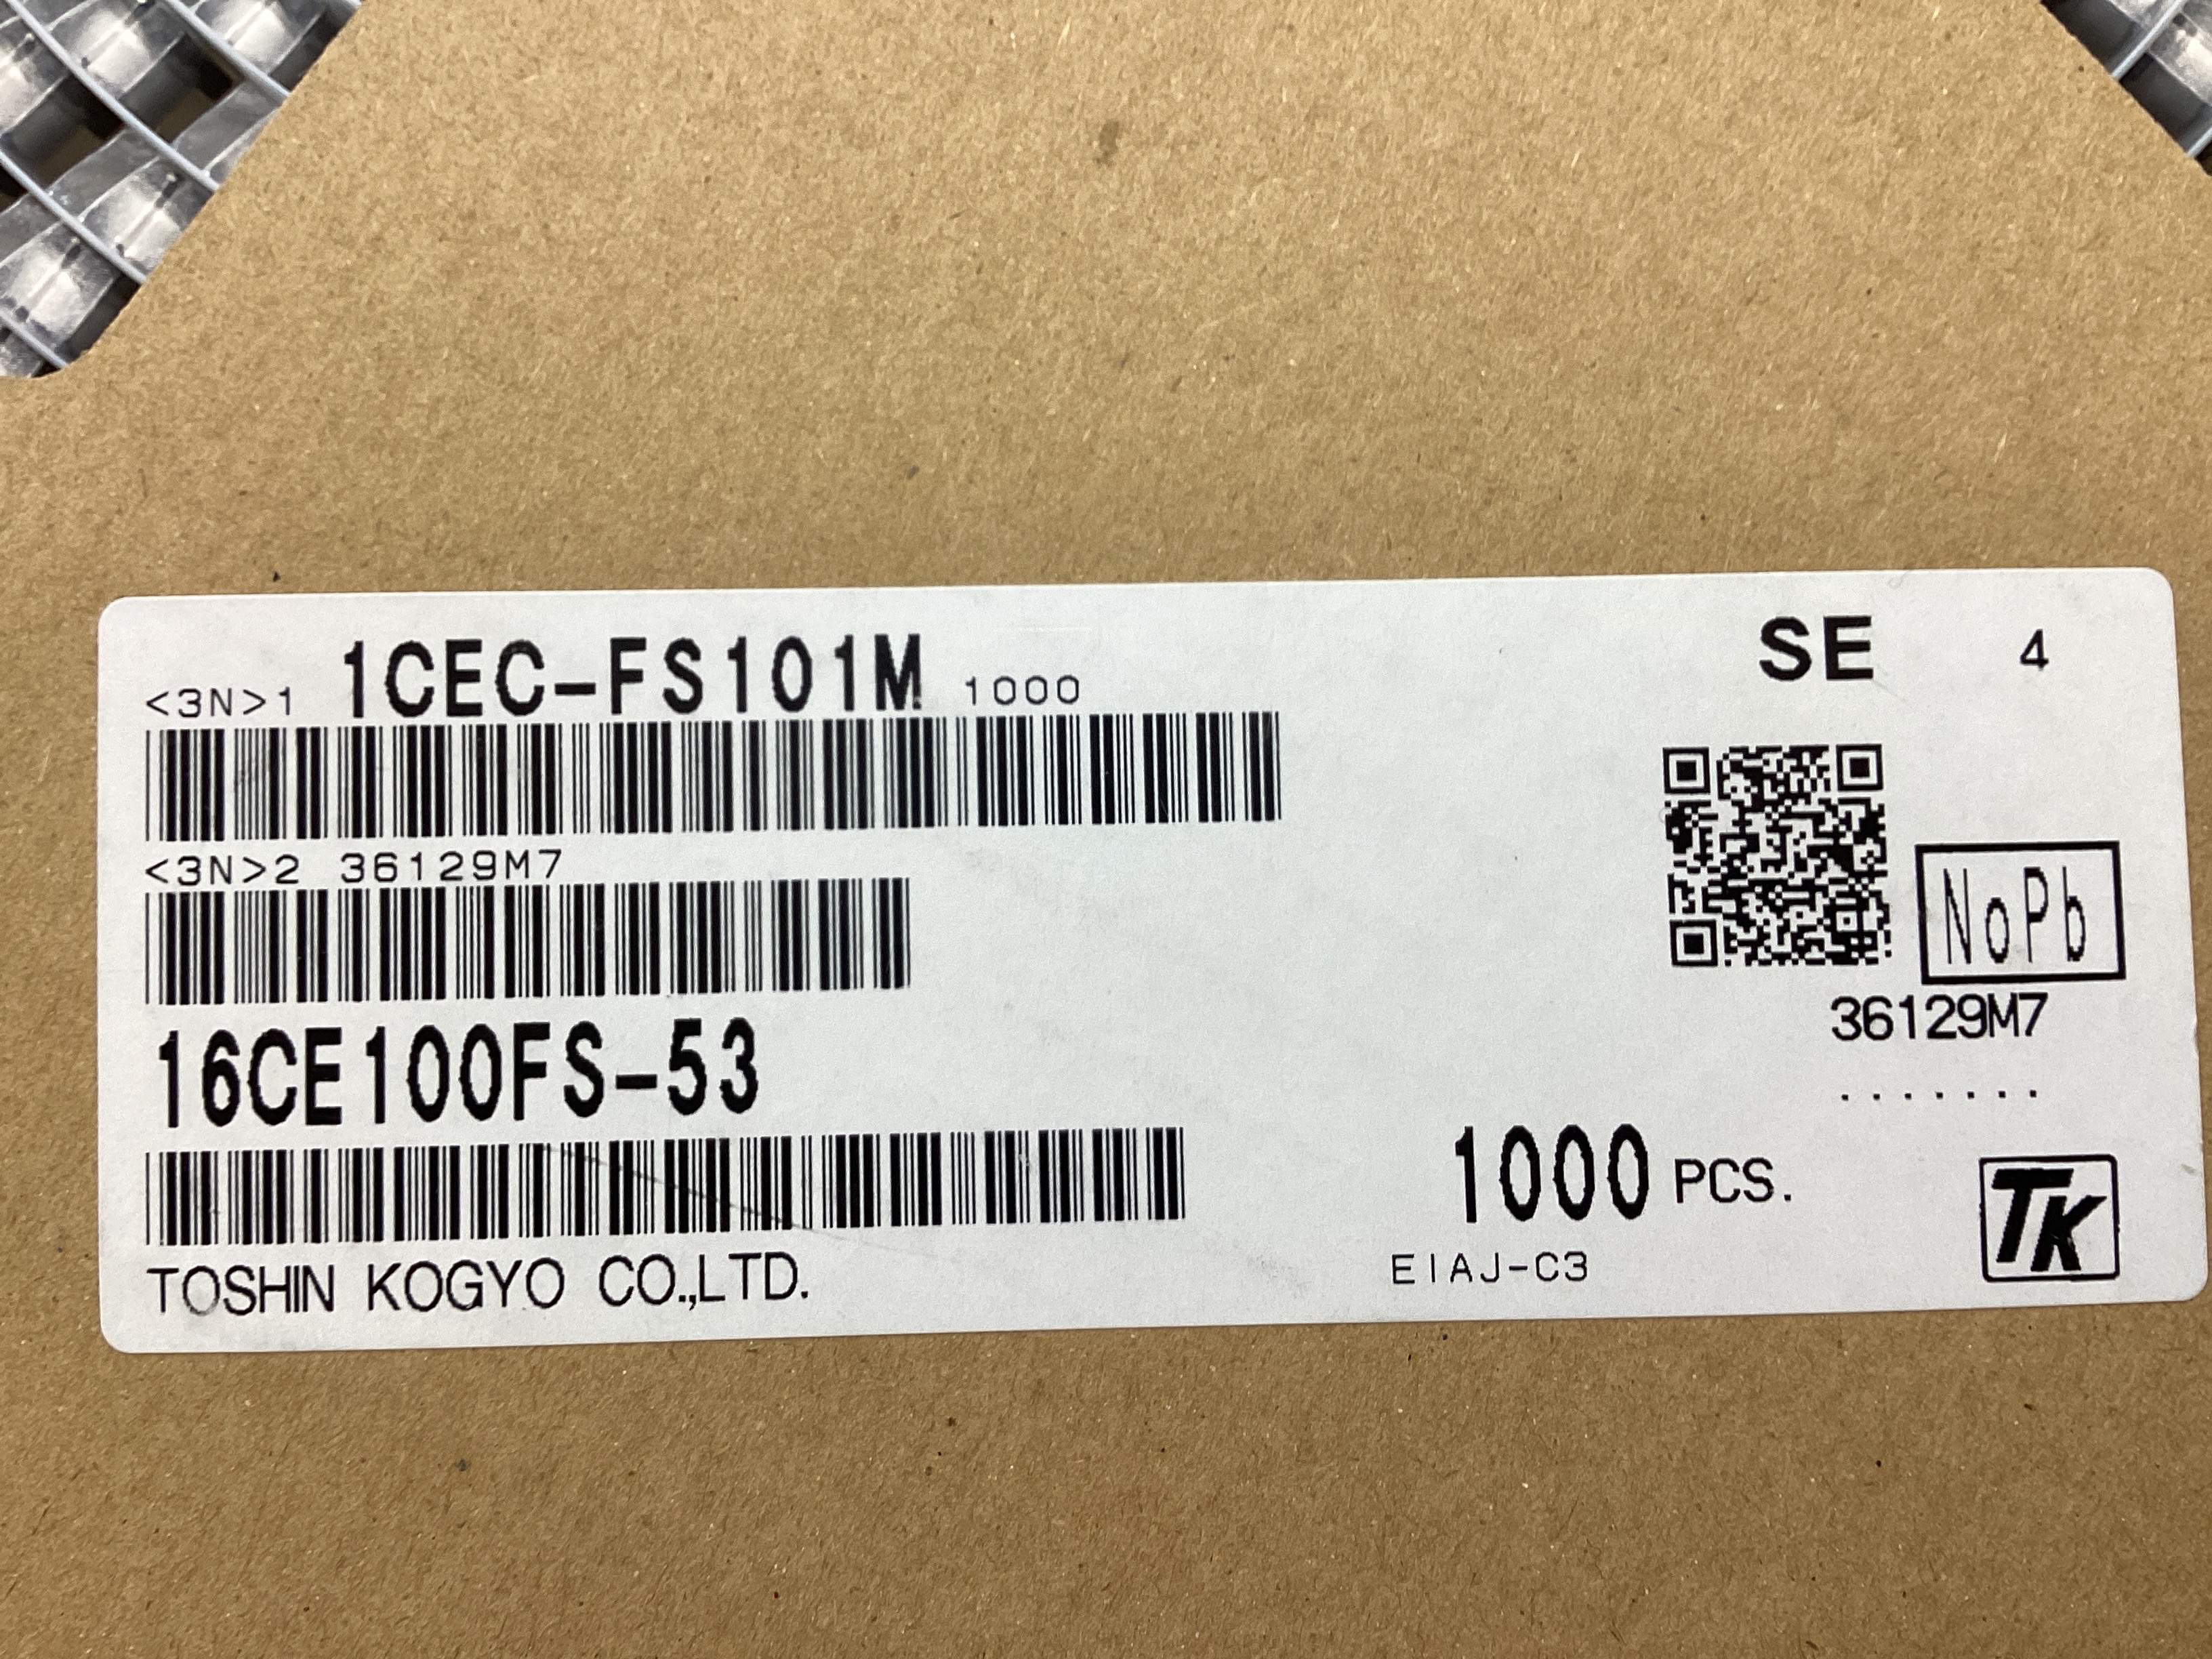 <3N>1 1CEC-FS101M 1000
SE 4
<3N>2 36129M7
NoPb
36129M7
16CE100FS-53
.......
1000 PCS.
TK
TOSHIN KOGYO CO.,LTD.
EIAJ-C3